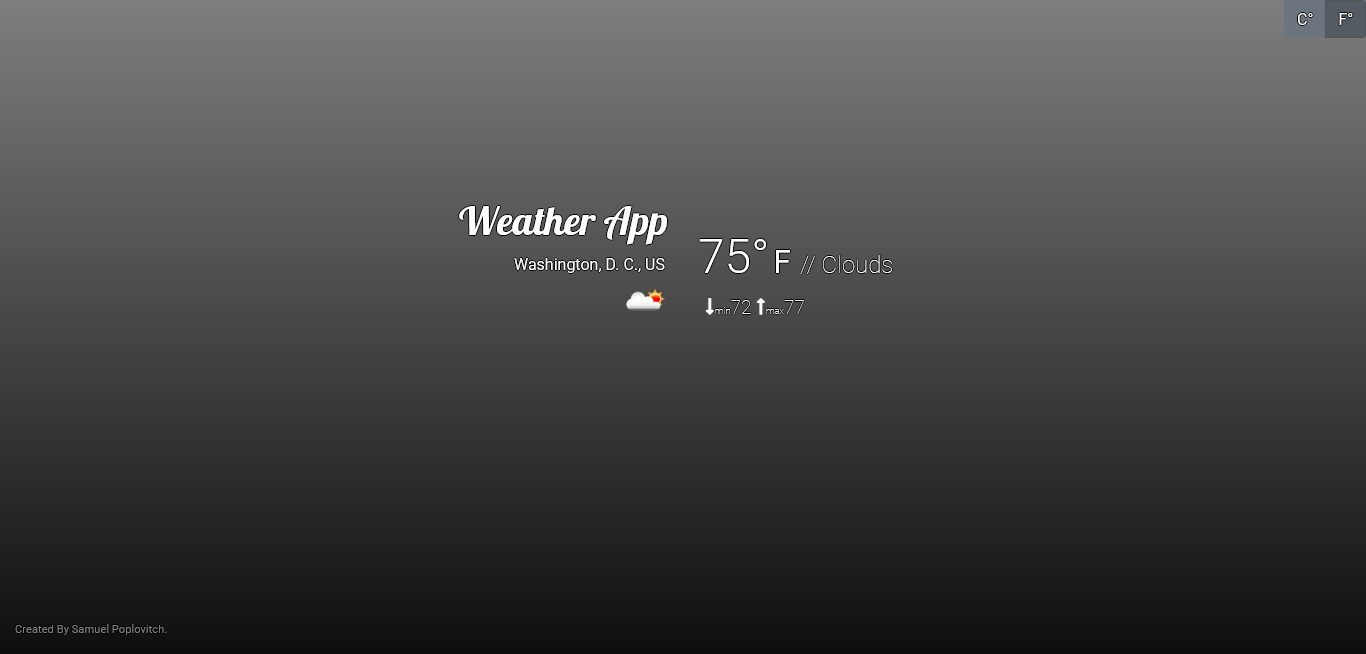 C° F°
Weather App
Washington, D. C., US
75° F // Clouds
min72 max77
Created By Samuel Poplovitch.